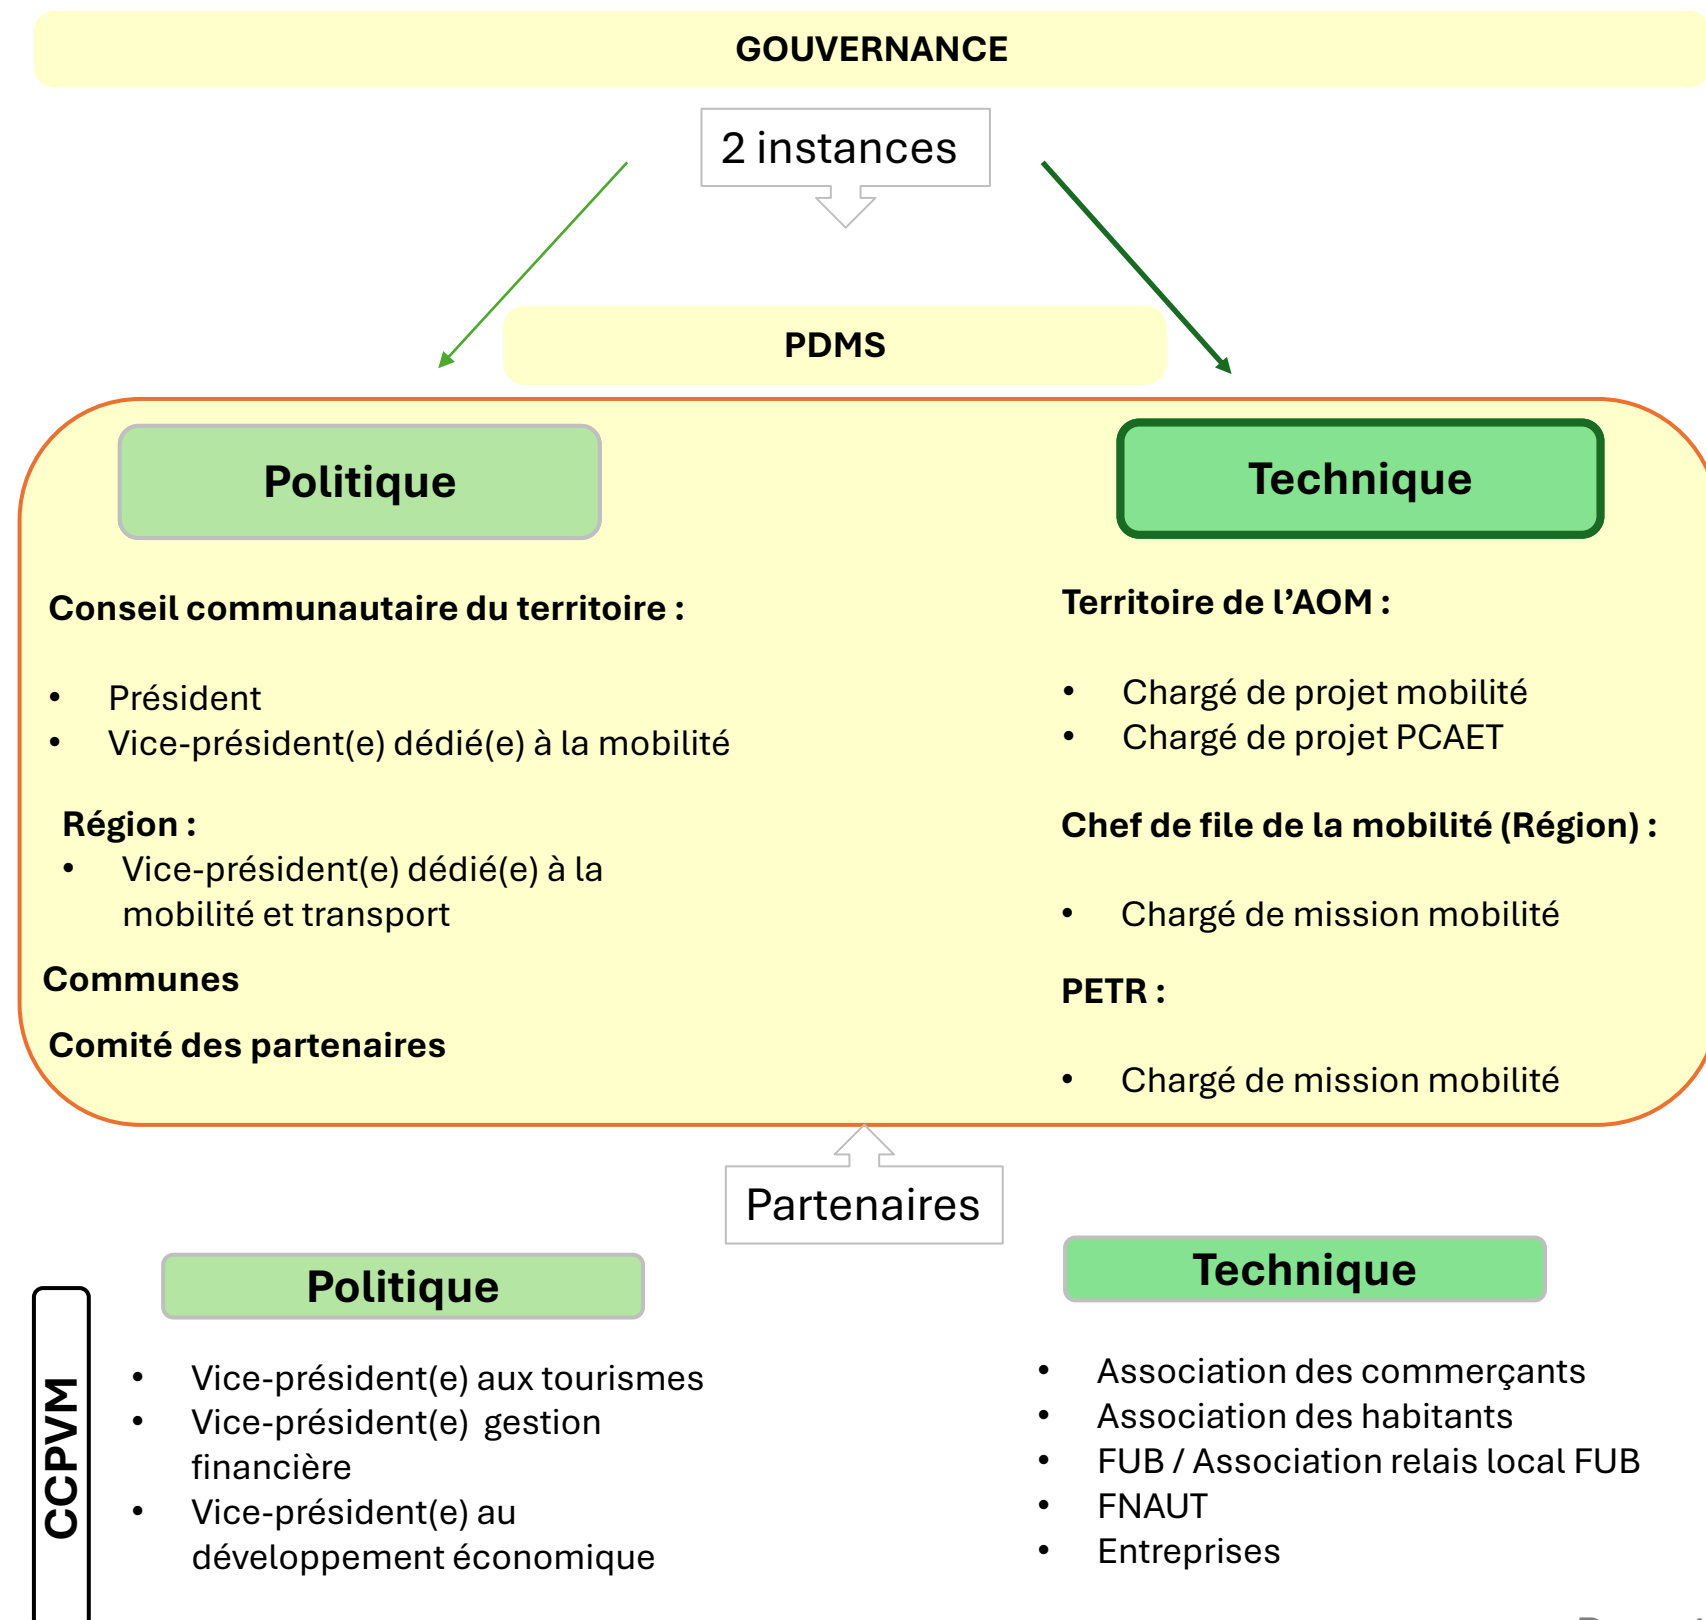 GOUVERNANCE
2 instances
PDMS
Politique
Conseil communautaire du territoire :
• Président
• Vice-président(e) dédié(e) à la mobilité
Région :
• Vice-président(e) dédié(e) à la
mobilité et transport
Communes
Comité des partenaires
Technique
Territoire de l’AOM :
• Chargé de projet mobilité
• Chargé de projet PCAET
Chef de file de la mobilité (Région) :
• Chargé de mission mobilité
PETR :
• Chargé de mission mobilité
Partenaires
CCPVM
Politique
• Vice-président(e) aux tourismes
• Vice-président(e) gestion
financière
• Vice-président(e) au
développement économique
Technique
• Association des commerçants
• Association des habitants
• FUB / Association relais local FUB
• FNAUT
• Entreprises